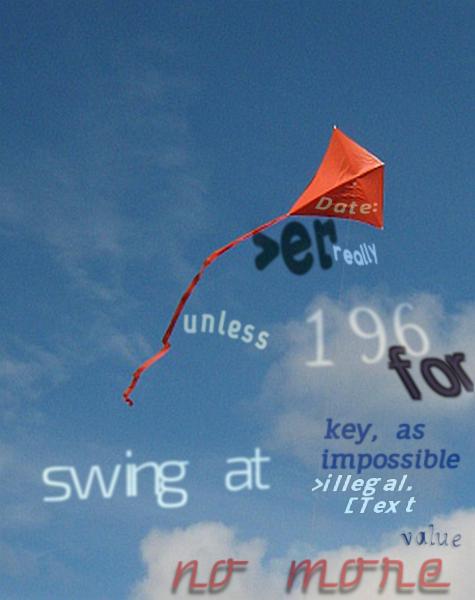 Date:
>er
really
unless
196
for
key, as
impossible
swing at
>illegal.
[Text
value
no more